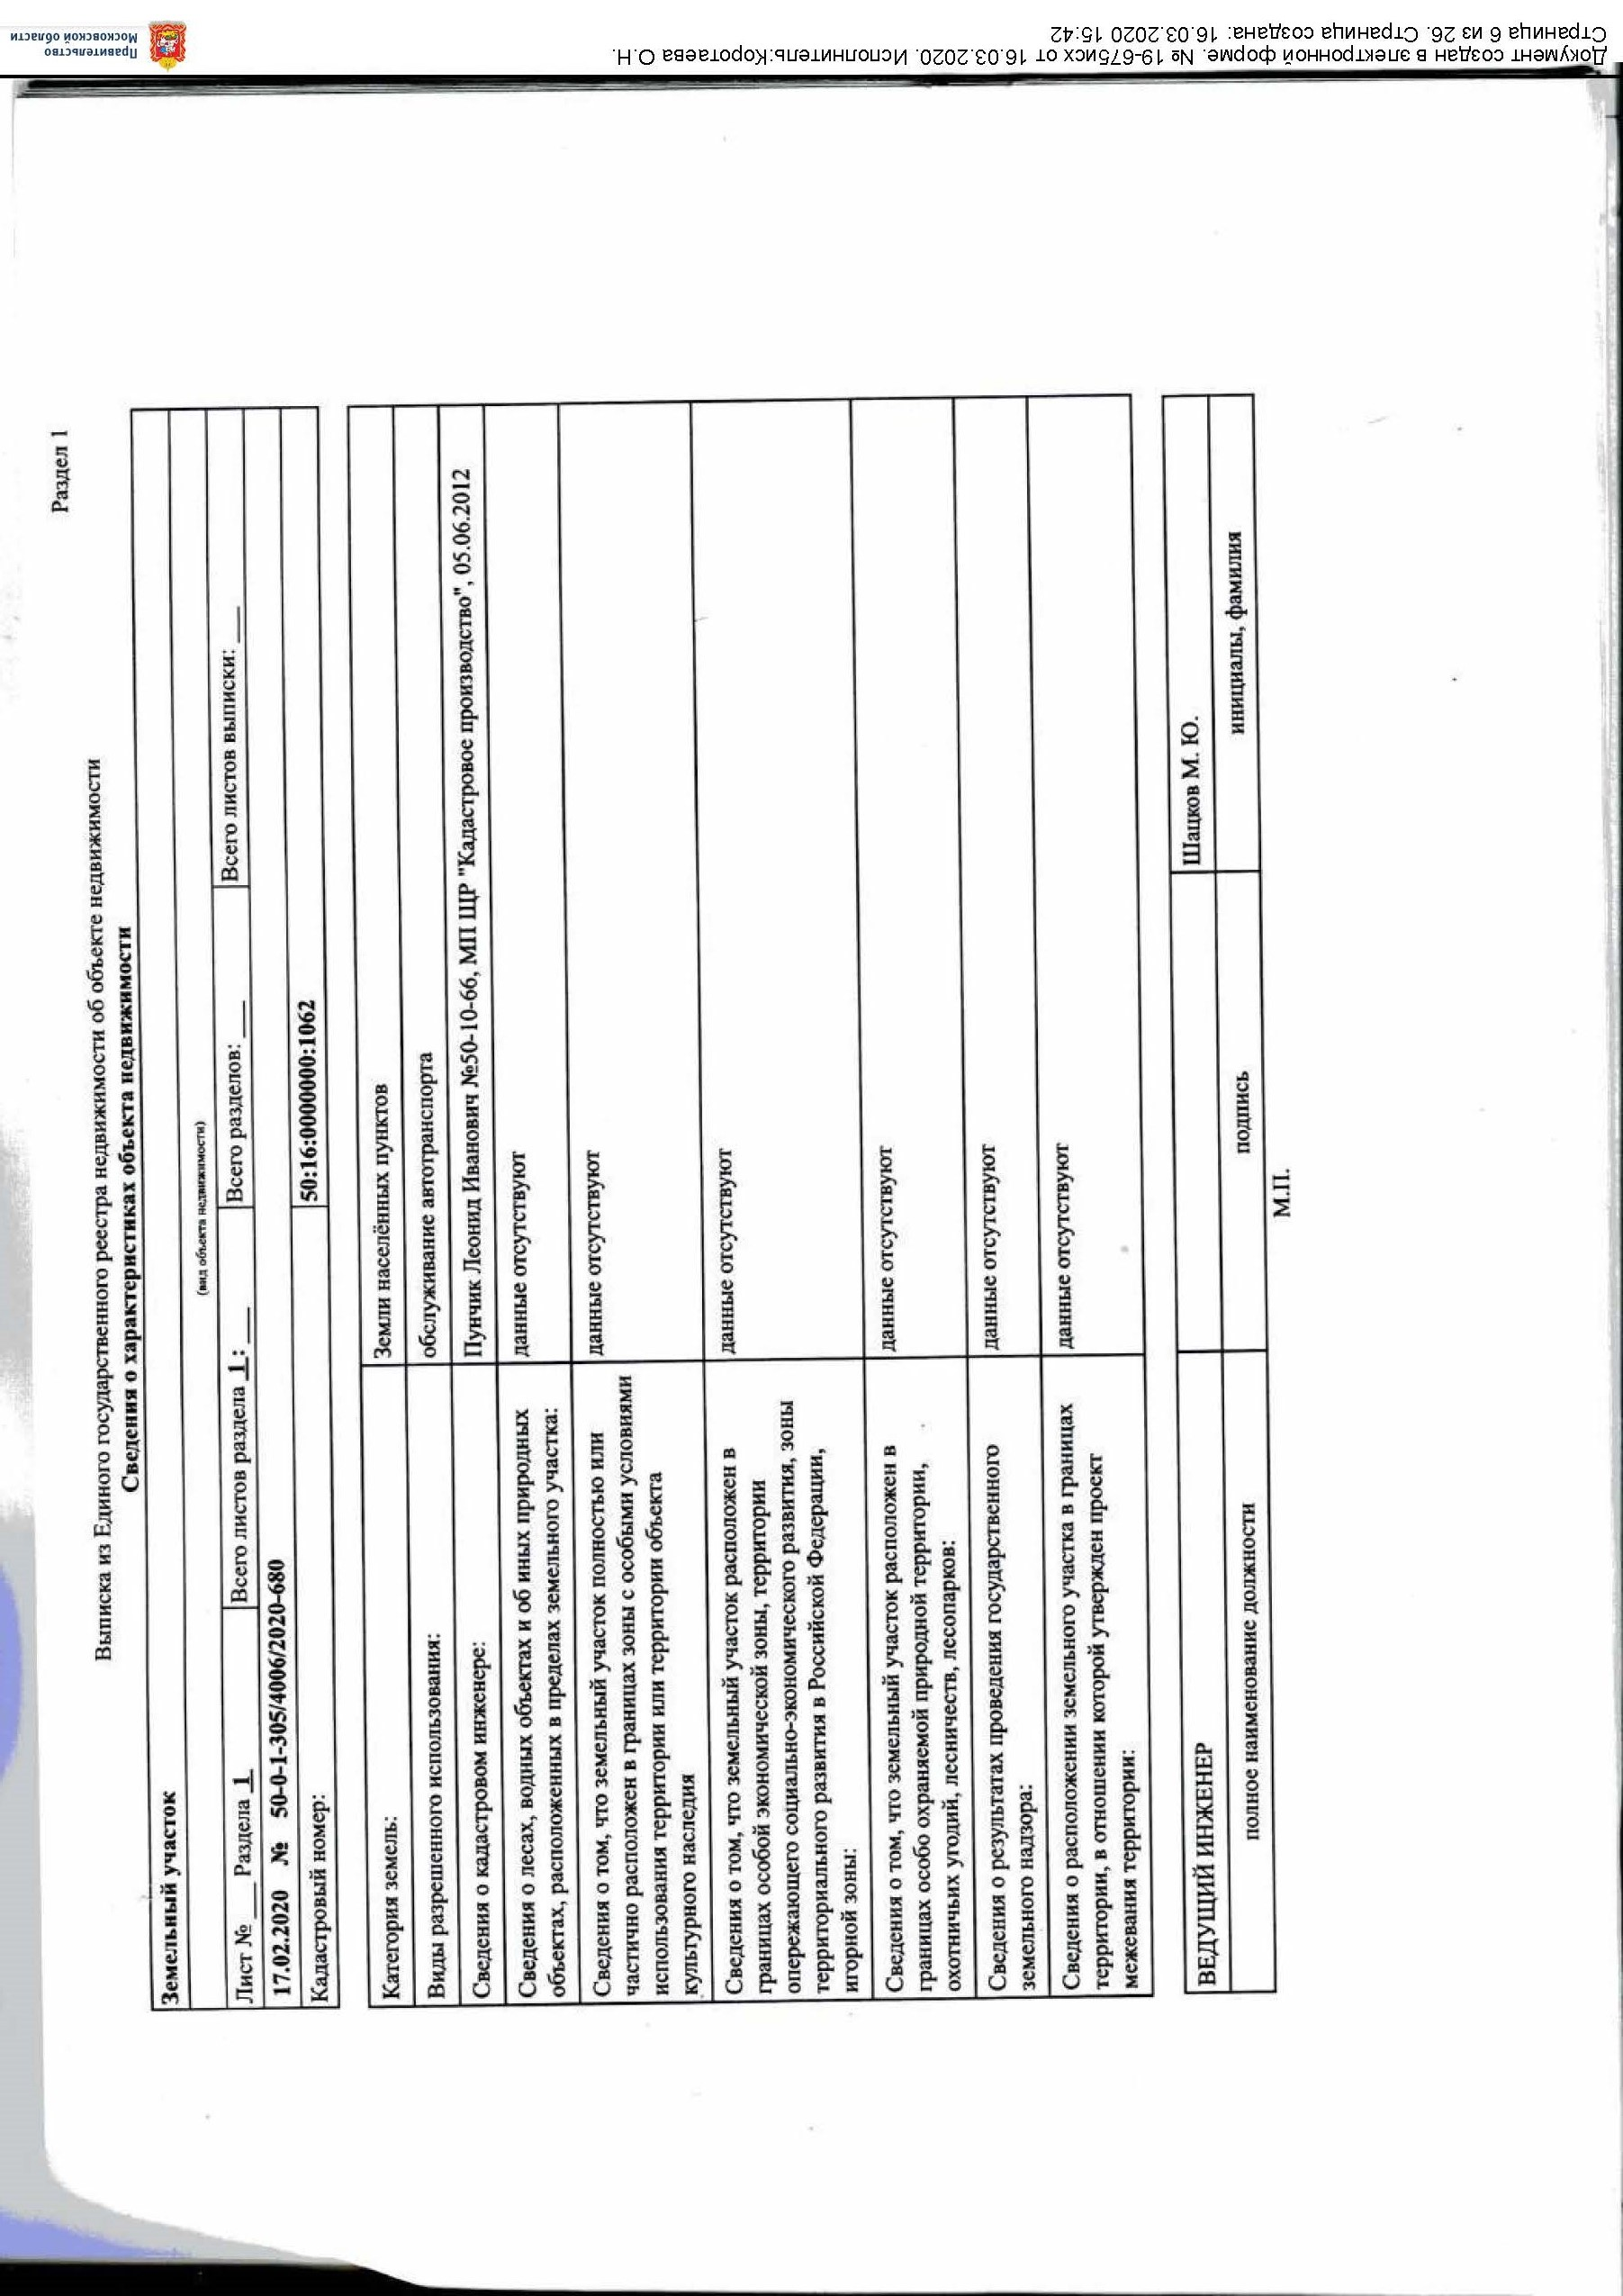 Раздел 1
Выписка из Единого государственного реестра недвижимости об объекте недвижимости
Сведения о характеристиках объекта недвижимости
Земельный участок
(вид объекта недвижимости)
Лист № ___ Раздела 1 Всего листов раздела 1: ___ Всего разделов: ___ Всего листов выписки: ___
17.02.2020 № 50-0-1-305/4006/2020-680
Кадастровый номер: 50:16:0000000:1062
Категория земель: Земли населённых пунктов
Виды разрешенного использования: обслуживание автотранспорта
Сведения о кадастровом инженере: Пунчик Леонид Иванович №50-10-66, МП ЩР "Кадастровое производство", 05.06.2012
Сведения о лесах, водных объектах и об иных природных
объектах, расположенных в пределах земельного участка:
данные отсутствуют
Сведения о том, что земельный участок полностью или
частично расположен в границах зоны с особыми условиями
использования территории или территории объекта
культурного наследия
данные отсутствуют
Сведения о том, что земельный участок расположен в
границах особой экономической зоны, территории
опережающего социально-экономического развития, зоны
территориального развития в Российской Федерации,
игорной зоны:
данные отсутствуют
Сведения о том, что земельный участок расположен в
границах особо охраняемой природной территории,
охотничьих угодий, лесничеств, лесопарков:
данные отсутствуют
Сведения о результатах проведения государственного
земельного надзора:
данные отсутствуют
Сведения о расположении земельного участка в границах
территории, в отношении которой утвержден проект
межевания территории:
данные отсутствуют
ВЕДУЩИЙ ИНЖЕНЕР Шацков М. Ю.
полное наименование должности подпись инициалы, фамилия
М.П.
Документ создан в электронной форме. № 19-675исх от 16.03.2020. Исполнитель:Коротаева О.Н.
Страница 6 из 26. Страница создана: 16.03.2020 15:42
Правительство
Московской области